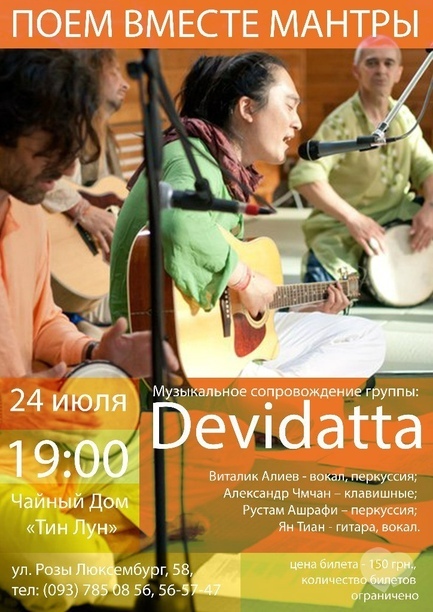 ПОЕМ ВМЕСТЕ МАНТРЫ
24 июля
19:00
Чайный Дом
«Тин Лун»
ул. Розы Люксембург, 58,
тел: (093) 785 08 56, 56-57-47
Музыкальное сопровождение группы:
Devidatta
Виталик Алиев - вокал, перкуссия;
Александр Чмчан – клавишные;
Рустам Ашрафи – перкуссия;
Ян Тиан - гитара, вокал.
цена билета - 150 грн.,
количество билетов
ограничено